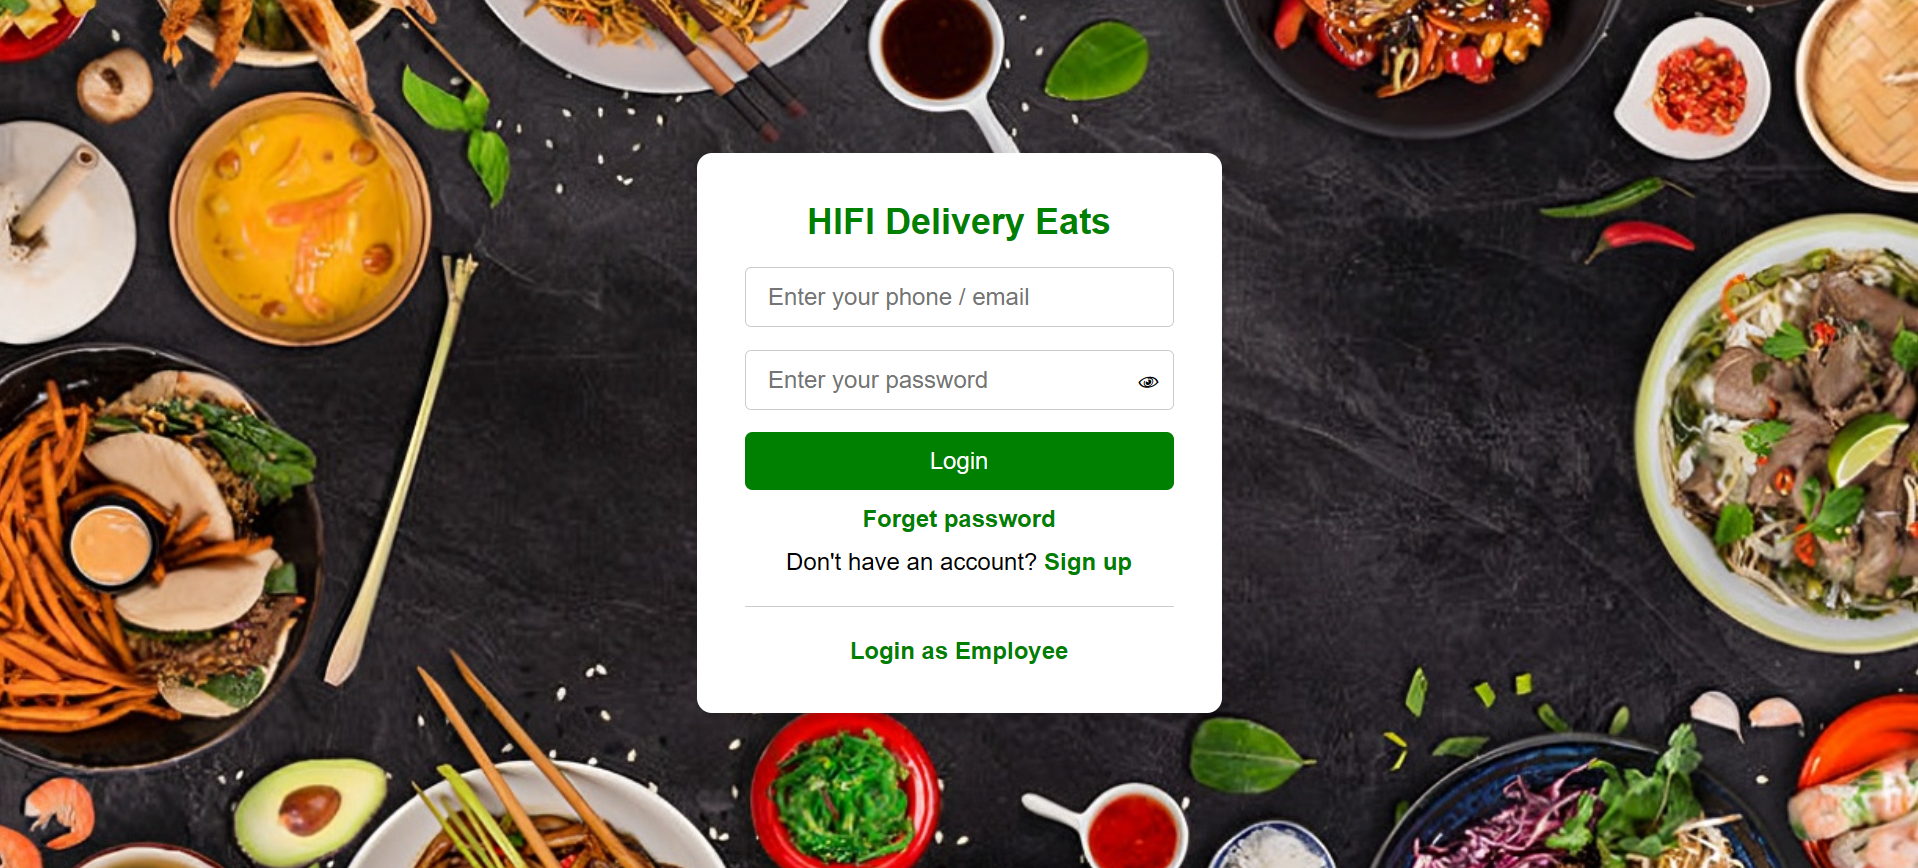 HIFI Delivery Eats
Enter your phone / email
Enter your password
Login
Forget password
Don't have an account? Sign up
Login as Employee